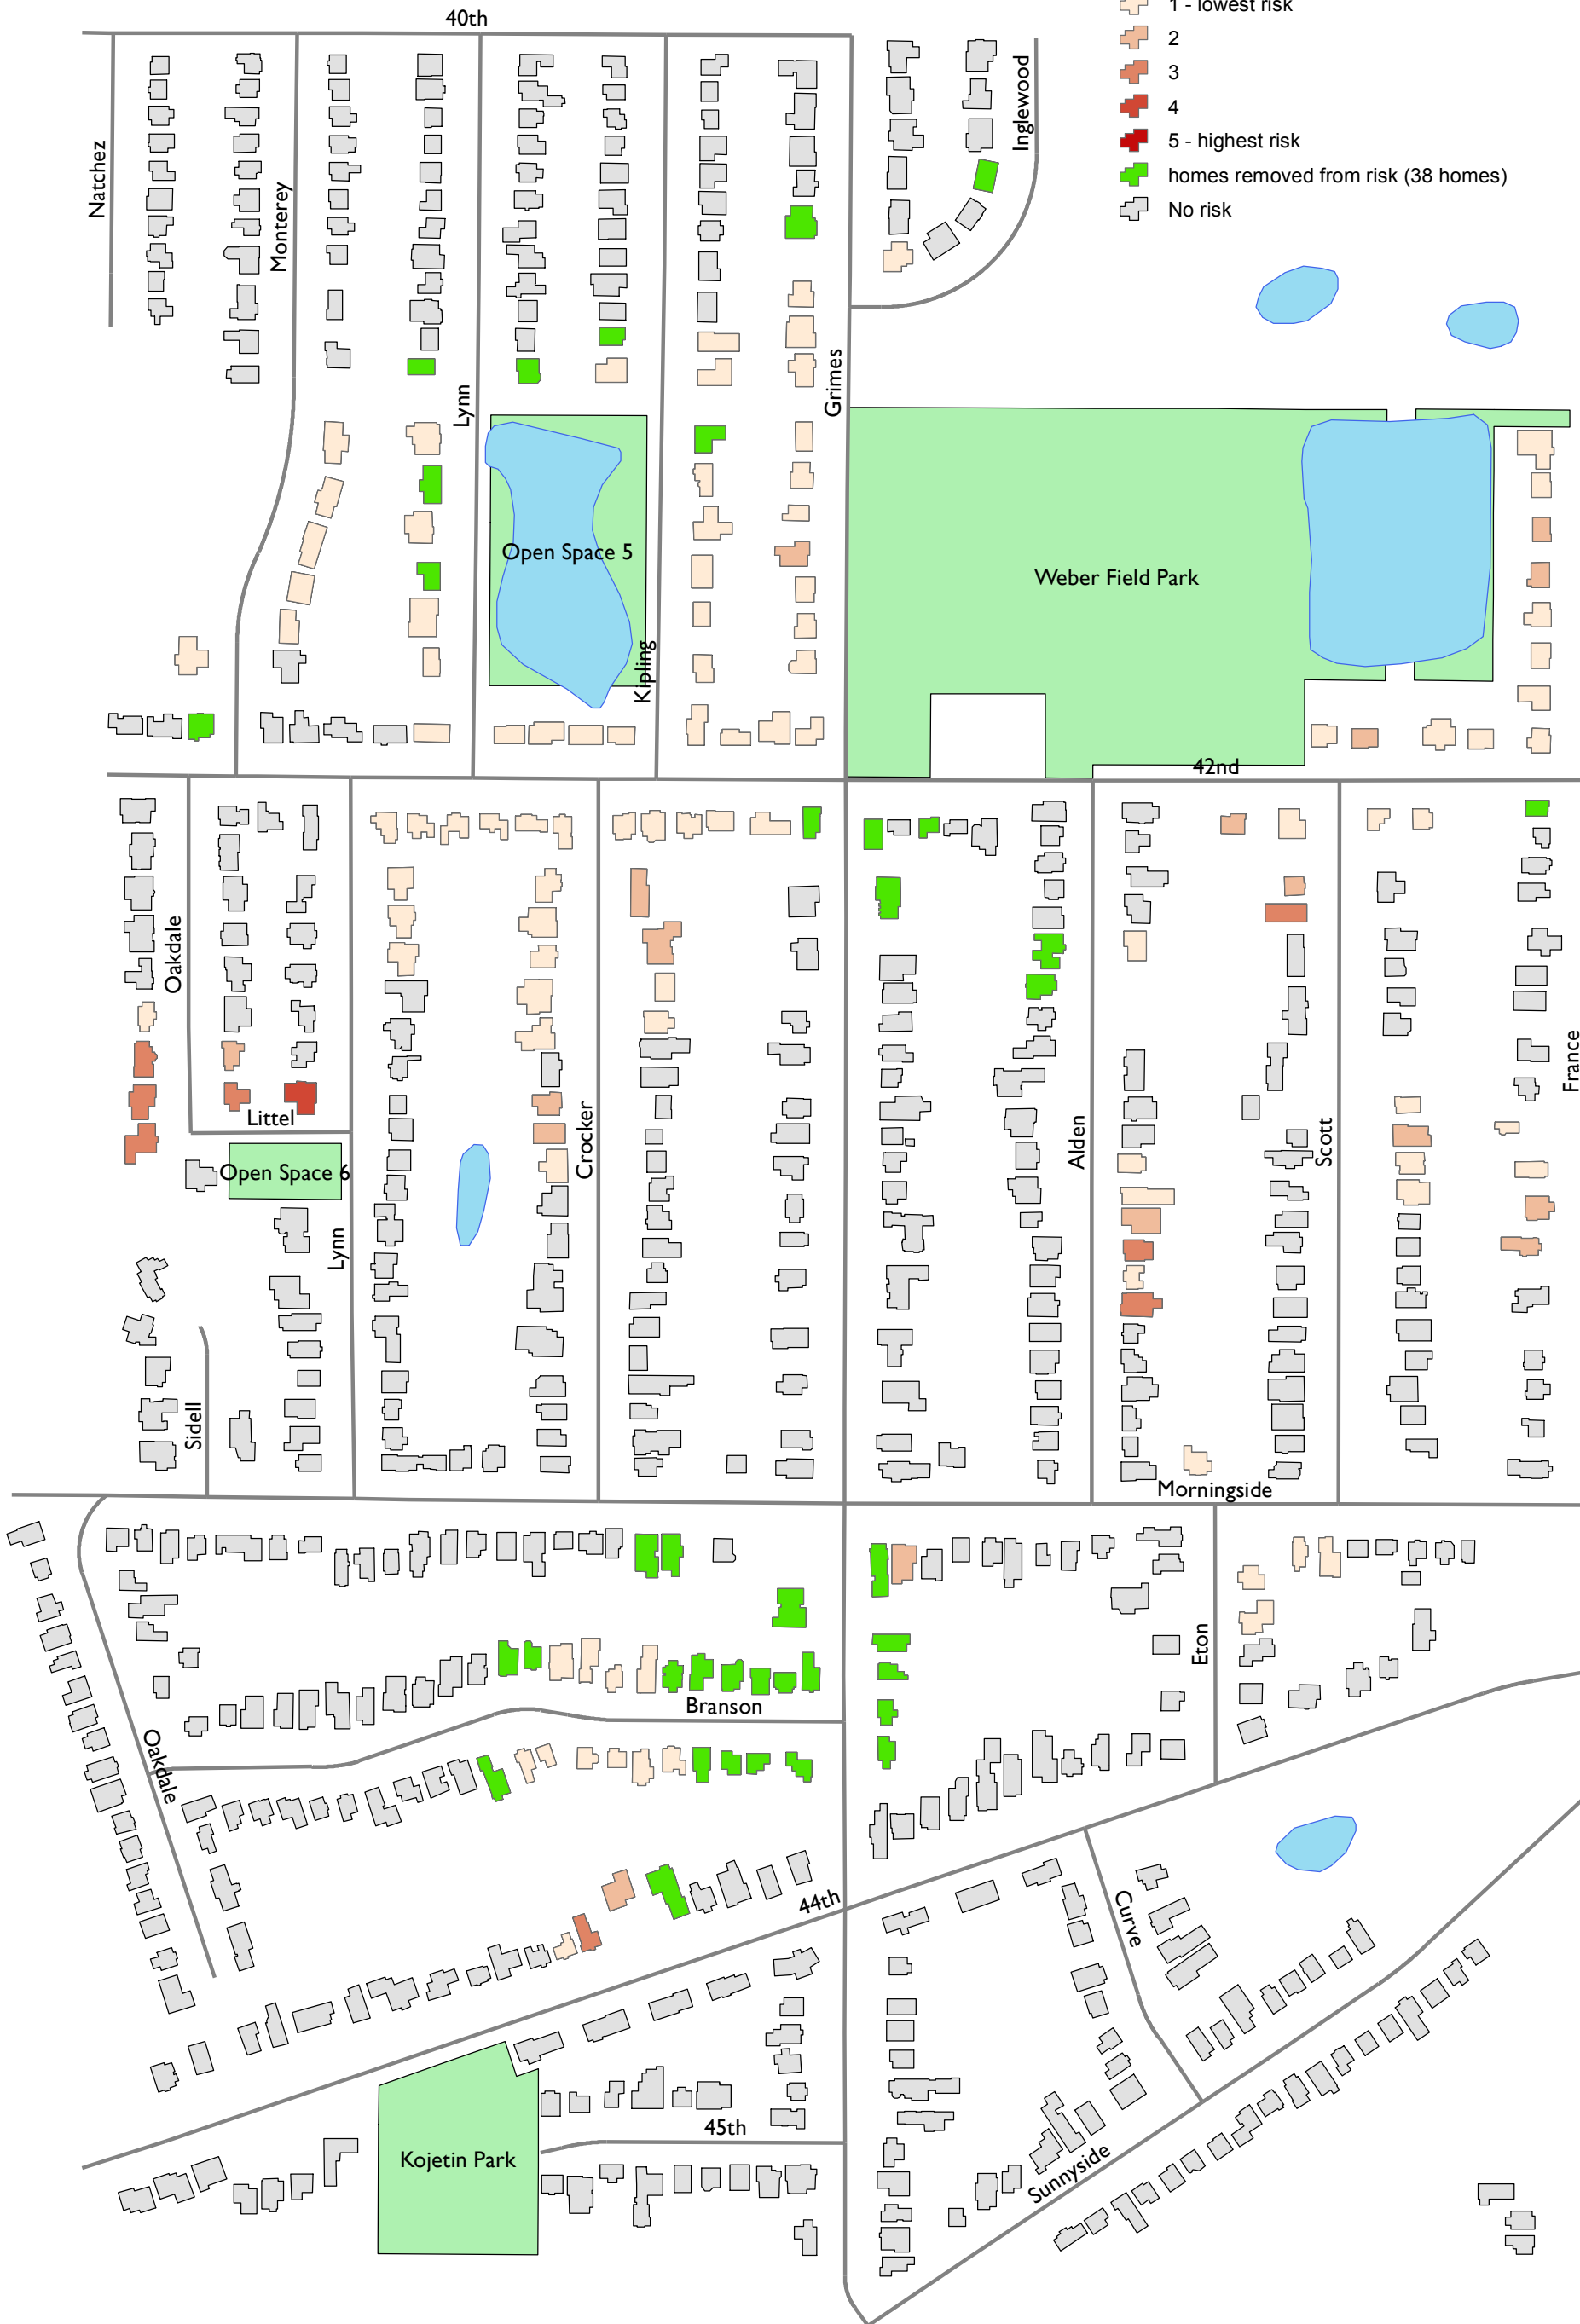 1 - lowest risk
40th
2
3
4
5 - highest risk
homes removed from risk (38 homes)
No risk
Natchez
Monterey
Inglewood
Lynn
Grimes
Open Space 5
Weber Field Park
Kipling
42nd
Oakdale
France
Littel
Crocker
Alden
Scott
Open Space 6
Lynn
Sidell
Morningside
Eton
Branson
Oakdale
44th
Curve
45th
Kojetin Park
Sunnyside